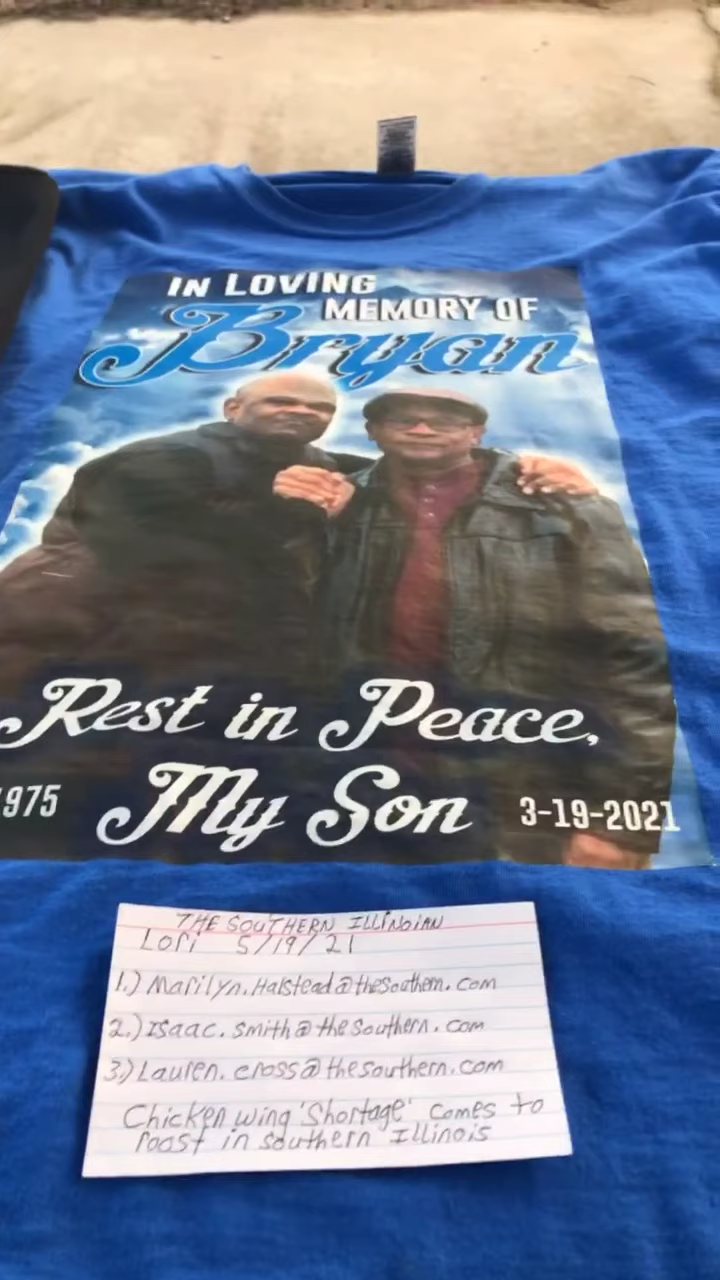 IN LOVING
MEMORY OF
Bryan
Rest in Peace,
My Son
1975
3-19-2021
THE SOUTHERN ILLINOIAN
Lori 5/19/21
1.) Marilyn.Halstead@thesouthern.com
2.) Isaac.smith@thesouthern.com
3.) Lauren.cross@thesouthern.com
Chicken wing 'Shortage' comes to
roost in southern Illinois